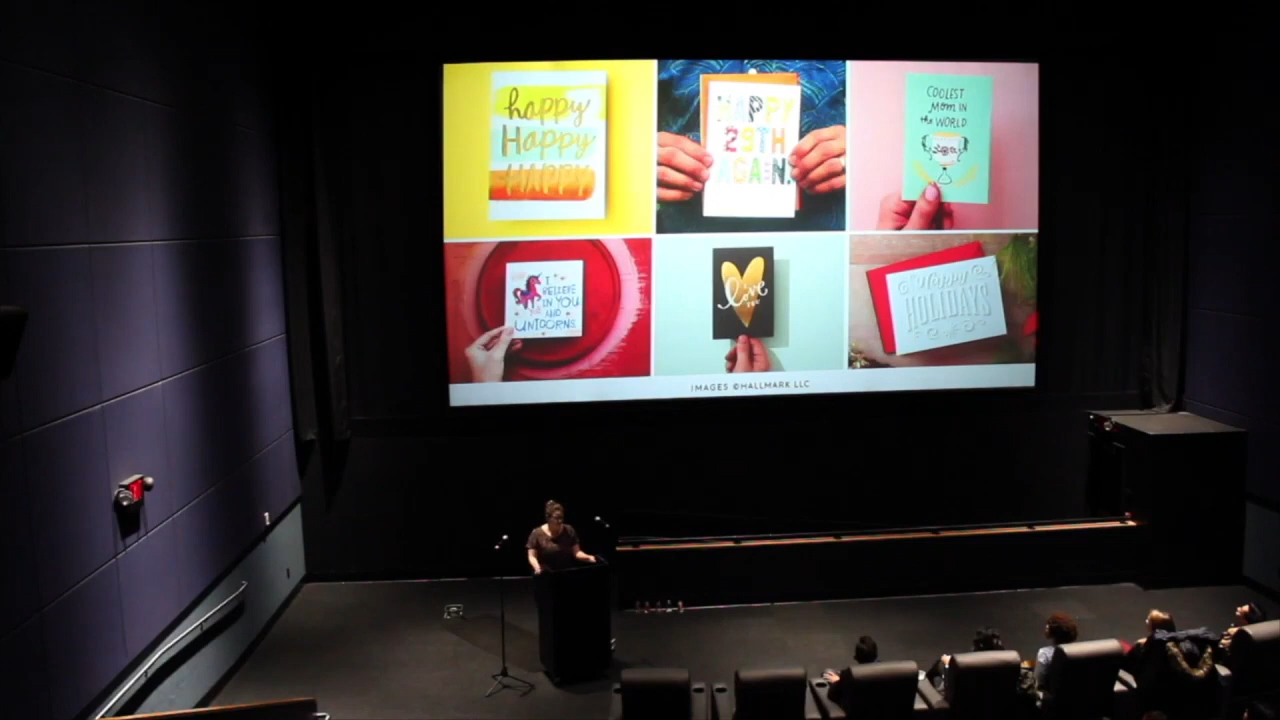 happy
Happy
HAPPY
HAPPY
29TH
AGAIN.
COOLEST
MOM IN
the WORLD
I
BELIEVE
IN YOU
AND
UNICORNS
love
YOU
Happy
HOLIDAYS
IMAGES ©HALLMARK LLC